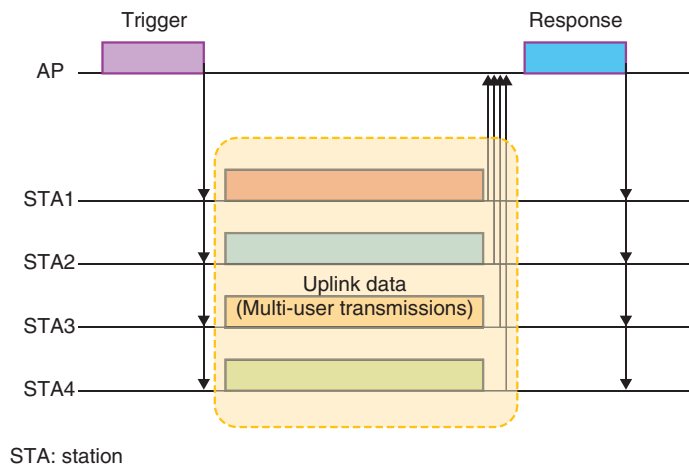 Trigger
Response
AP
STA1
STA2
Uplink data
(Multi-user transmissions)
STA3
STA4
STA: station